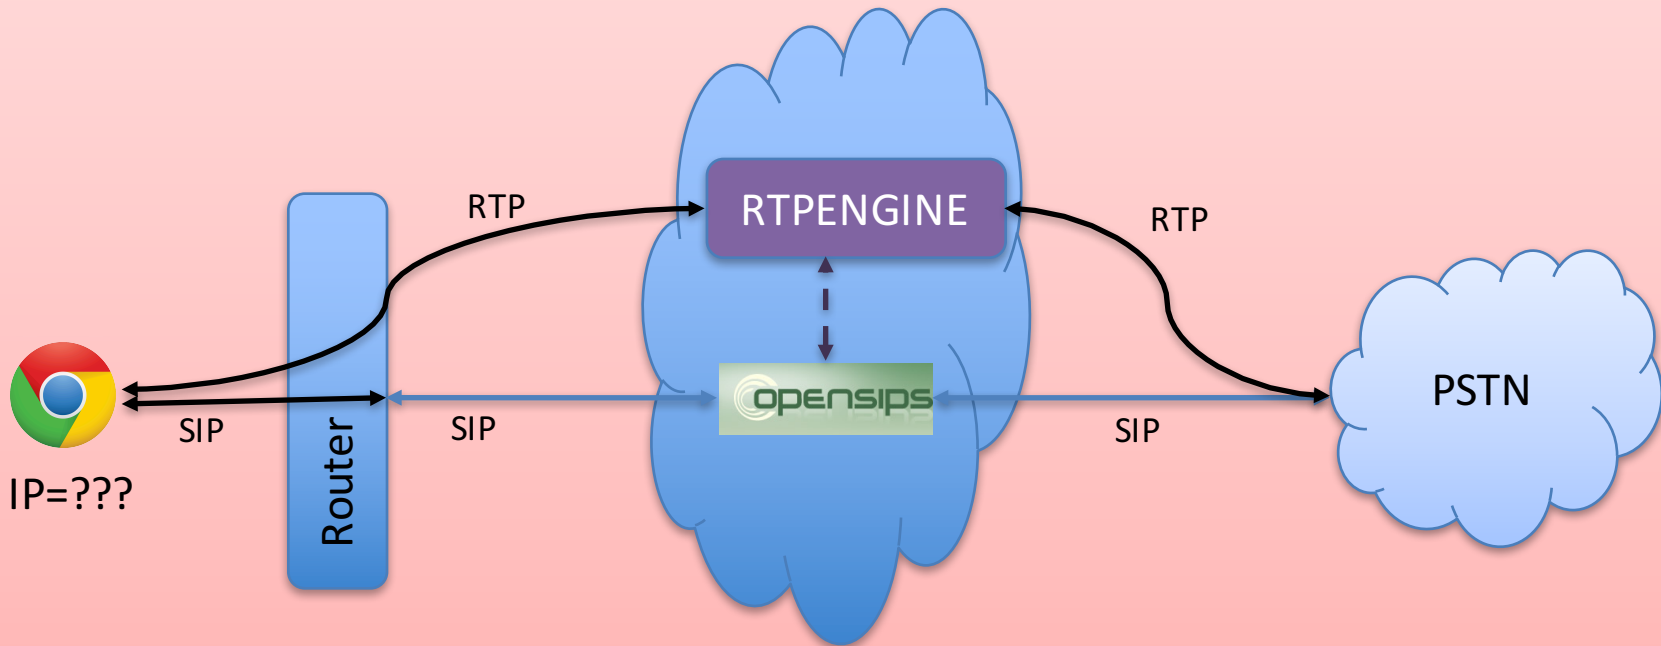 RTP
RTPENGINE
RTP
SIP
SIP
opensips
SIP
PSTN
IP=???
Router